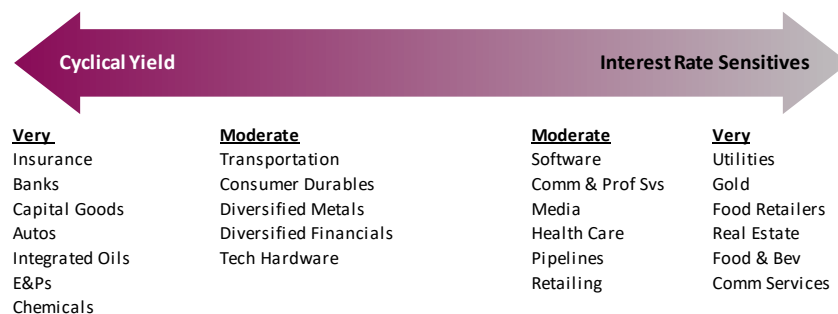 Cyclical Yield
Interest Rate Sensitives
Very
Insurance
Banks
Capital Goods
Autos
Integrated Oils
E&Ps
Chemicals
Moderate
Transportation
Consumer Durables
Diversified Metals
Diversified Financials
Tech Hardware
Moderate
Software
Comm & Prof Svs
Media
Health Care
Pipelines
Retailing
Very
Utilities
Gold
Food Retailers
Real Estate
Food & Bev
Comm Services